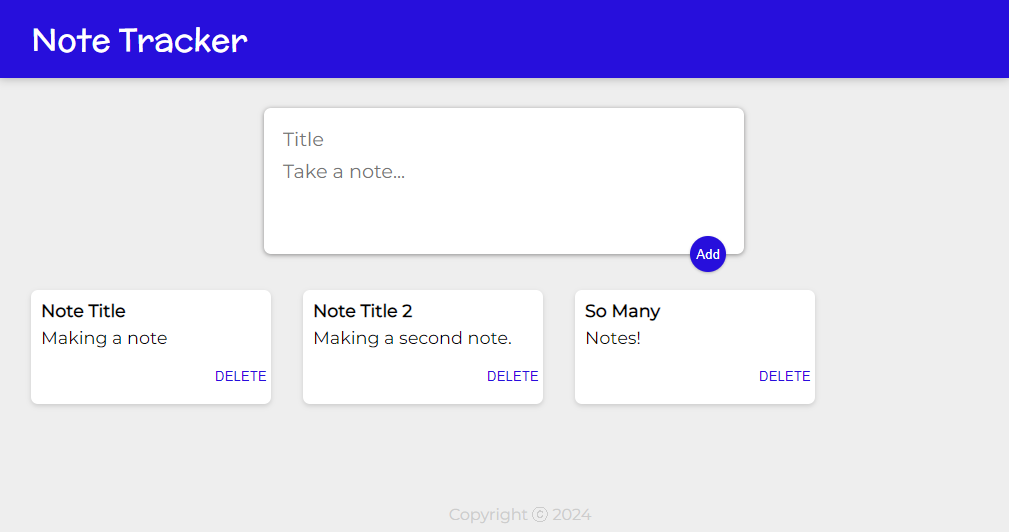 Note Tracker
Title
Take a note...
Add
Note Title
Making a note
DELETE
Note Title 2
Making a second note.
DELETE
So Many
Notes!
DELETE
Copyright ⓒ 2024